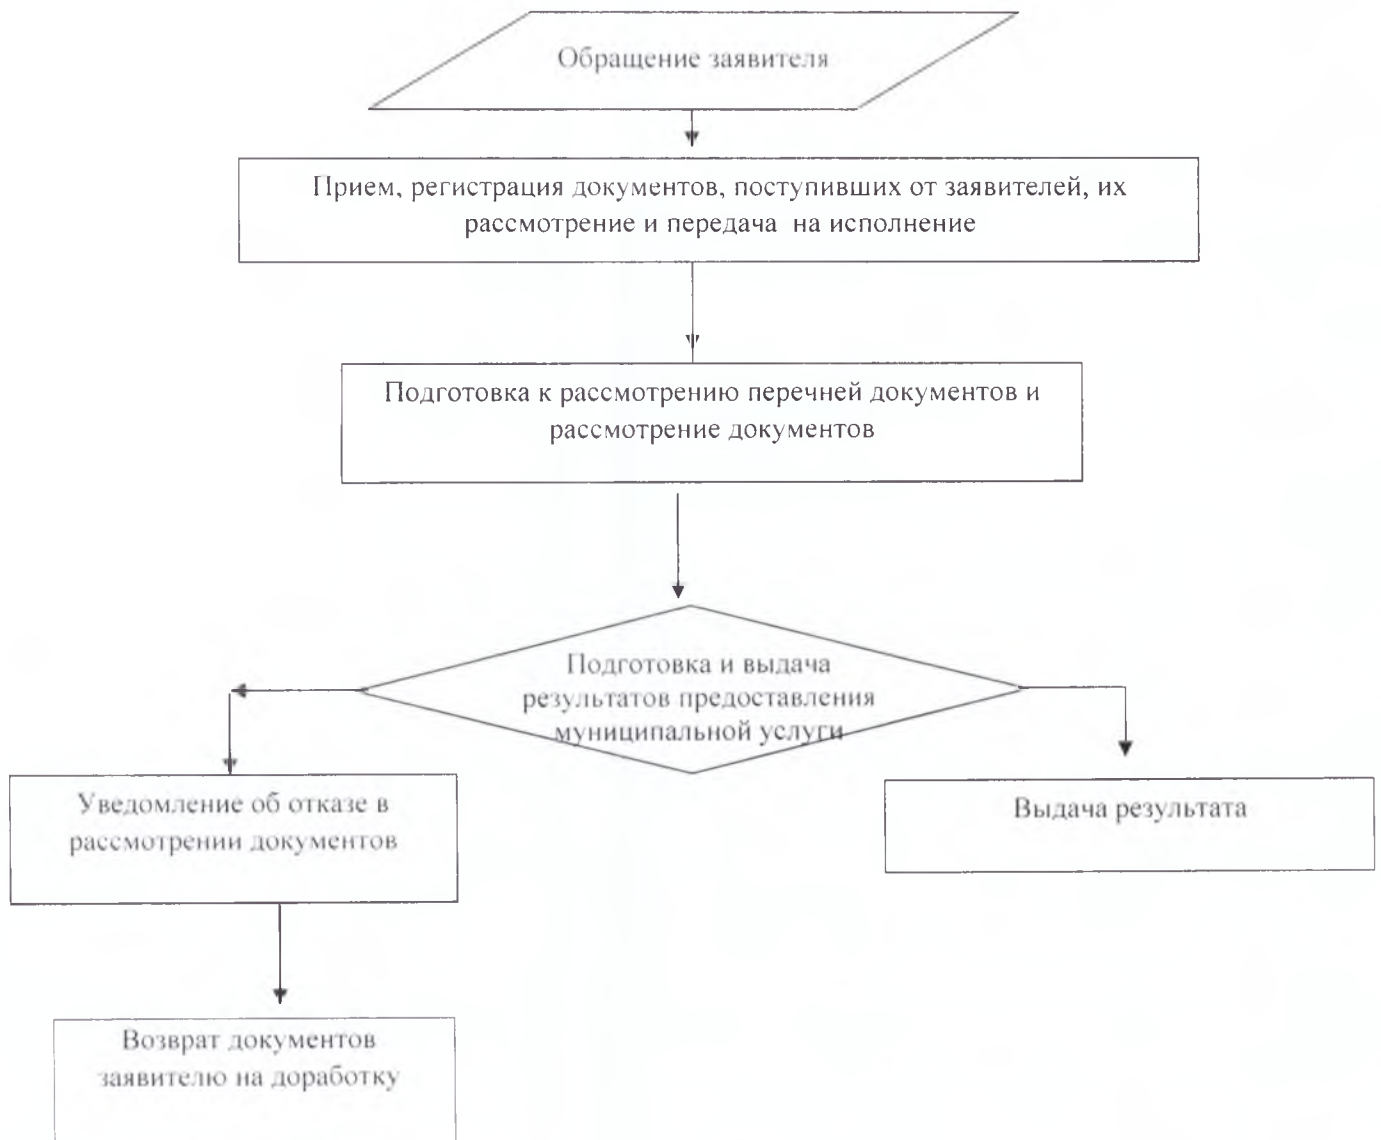 Обращение заявителя
Прием, регистрация документов, поступивших от заявителей, их
рассмотрение и передача на исполнение
Подготовка к рассмотрению перечней документов и
рассмотрение документов
Подготовка и выдача
результатов предоставления
муниципальной услуги
Уведомление об отказе в
рассмотрении документов
Выдача результата
Возврат документов
заявителю на доработку